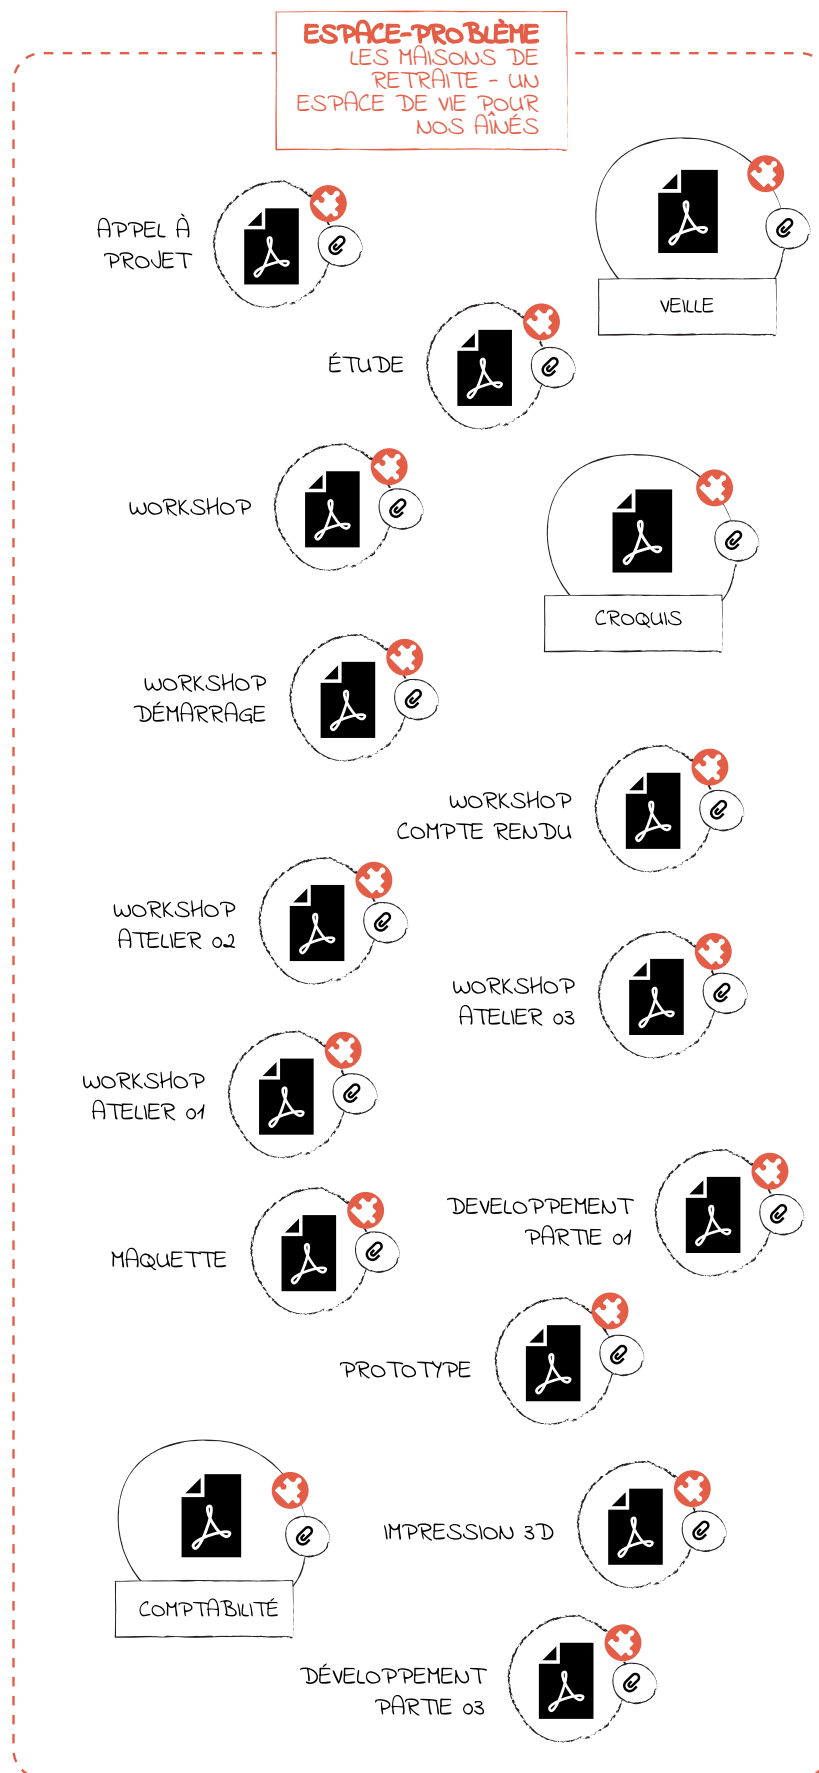 ESPACE-PROBLÈME
LES MAISONS DE
RETRAITE - UN
ESPACE DE VIE POUR
NOS AÎNÉS
APPEL À
PROJET
VEILLE
ÉTUDE
WORKSHOP
CROQUIS
WORKSHOP
DÉMARRAGE
WORKSHOP
COMPTE RENDU
WORKSHOP
ATELIER 02
WORKSHOP
ATELIER 03
WORKSHOP
ATELIER 01
DEVELOPPEMENT
PARTIE 01
MAQUETTE
PROTOTYPE
IMPRESSION 3D
COMPTABILITÉ
DÉVELOPPEMENT
PARTIE 03